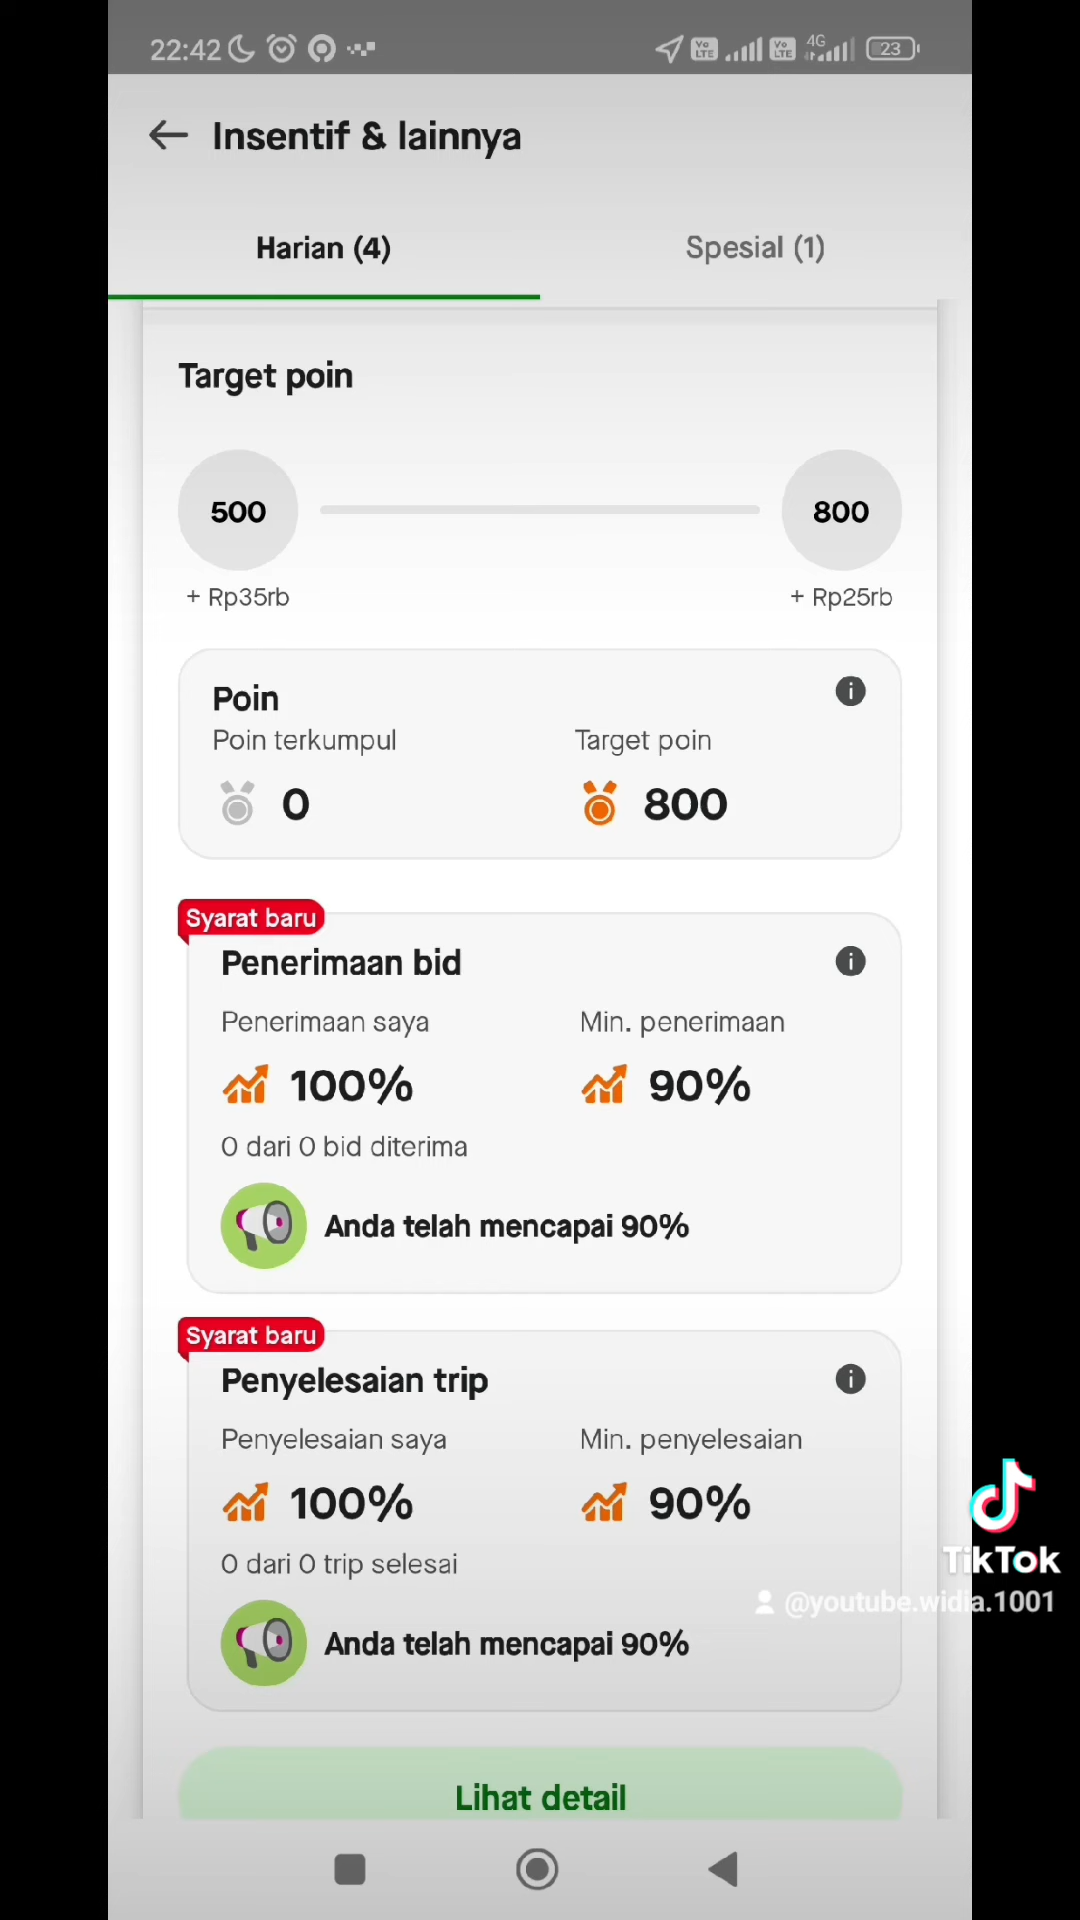 22:42
4G
23
Insentif & lainnya
Harian (4)
Spesial (1)
Target poin
500
800
+ Rp35rb
+ Rp25rb
Poin
Poin terkumpul
Target poin
0
800
Syarat baru
Penerimaan bid
Penerimaan saya
Min. penerimaan
100%
90%
0 dari 0 bid diterima
Anda telah mencapai 90%
Syarat baru
Penyelesaian trip
Penyelesaian saya
Min. penyelesaian
100%
90%
0 dari 0 trip selesai
Anda telah mencapai 90%
TikTok
@youtube.widia.1001
Lihat detail